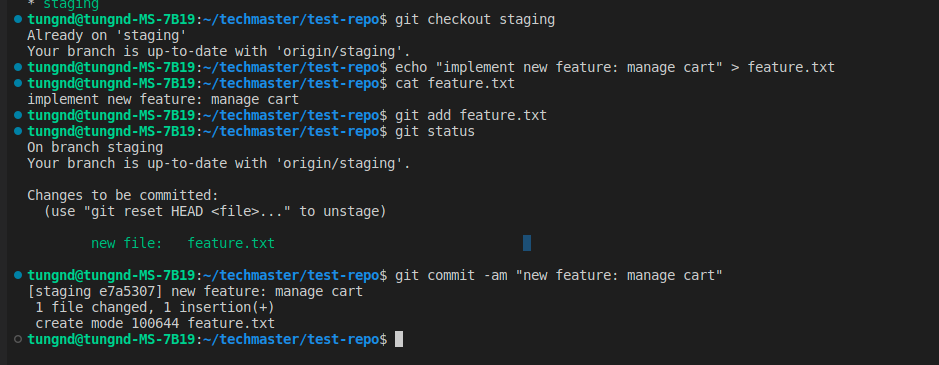 * staging
tungnd@tungnd-MS-7B19:~/techmaster/test-repo$ git checkout staging
Already on 'staging'
Your branch is up-to-date with 'origin/staging'.
tungnd@tungnd-MS-7B19:~/techmaster/test-repo$ echo "implement new feature: manage cart" > feature.txt
tungnd@tungnd-MS-7B19:~/techmaster/test-repo$ cat feature.txt
implement new feature: manage cart
tungnd@tungnd-MS-7B19:~/techmaster/test-repo$ git add feature.txt
tungnd@tungnd-MS-7B19:~/techmaster/test-repo$ git status
On branch staging
Your branch is up-to-date with 'origin/staging'.
Changes to be committed:
  (use "git reset HEAD <file>..." to unstage)
        new file:   feature.txt
tungnd@tungnd-MS-7B19:~/techmaster/test-repo$ git commit -am "new feature: manage cart"
[staging e7a5307] new feature: manage cart
 1 file changed, 1 insertion(+)
 create mode 100644 feature.txt
tungnd@tungnd-MS-7B19:~/techmaster/test-repo$